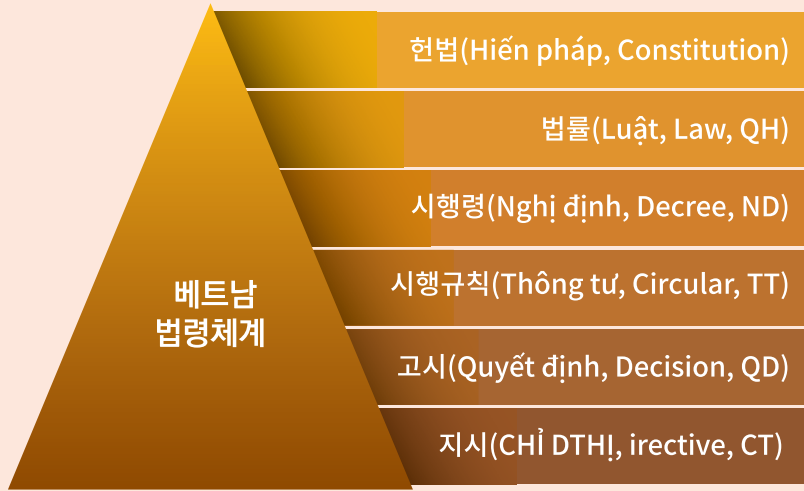 헌법(Hiến pháp, Constitution)
법률(Luật, Law, QH)
시행령(Nghị định, Decree, ND)
시행규칙(Thông tư, Circular, TT)
고시(Quyết định, Decision, QD)
지시(CHỈ DTHỊ, irective, CT)
베트남
법령체계